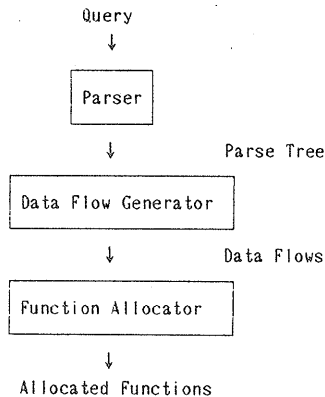 Query
↓
Parser
↓
Parse Tree
Data Flow Generator
↓
Data Flows
Function Allocator
↓
Allocated Functions